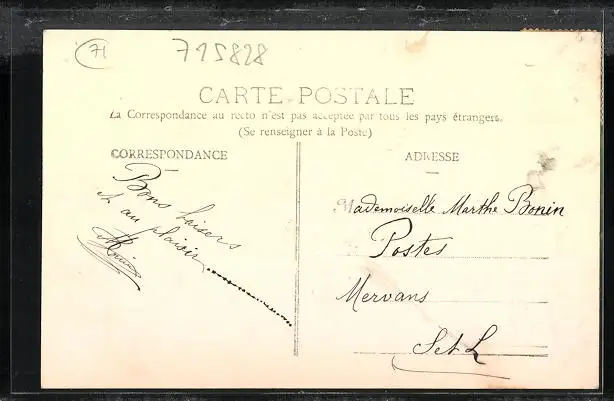 71
715828
CARTE POSTALE
La Correspondance au recto n'est pas acceptée par tous les pays étrangers.
(Se renseigner à la Poste)
CORRESPONDANCE
Bons baisers
et au plaisir
ADRESSE
Mademoiselle Marthe Bonin
Postes
Mervans
S et L